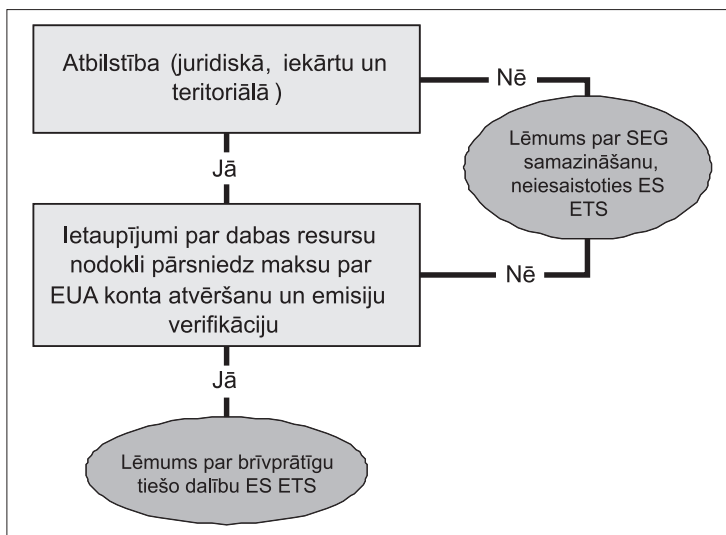 Atbilstība (juridiskā, iekārtu un
teritoriālā )
Nē
Lēmums par SEG
samazināšanu,
neiesaistoties ES
ETS
Jā
Ietaupījumi par dabas resursu
nodokli pārsniedz maksu par
EUA konta atvēršanu un emisiju
verifikāciju
Nē
Jā
Lēmums par brīvprātīgu
tiešo dalību ES ETS